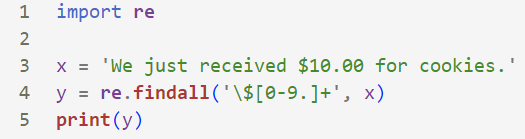 1 import re
2
3 x = 'We just received $10.00 for cookies.'
4 y = re.findall('\$[0-9.]+', x)
5 print(y)